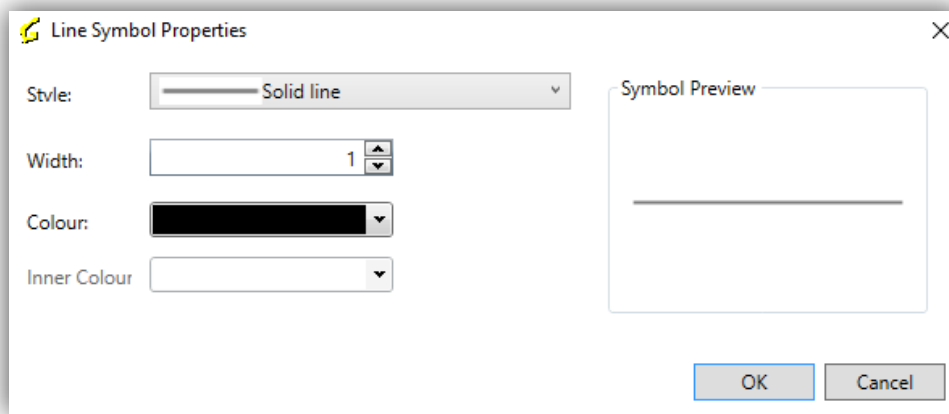 Line Symbol Properties
Style:
Solid line
Symbol Preview
Width:
1
Colour:
Inner Colour
OK
Cancel